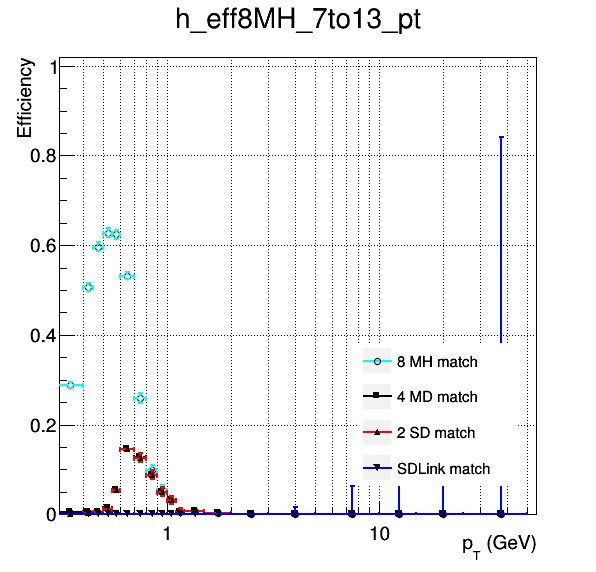 h_eff8MH_7to13_pt
Efficiency
1
0.8
0.6
0.4
0.2
0
8 MH match
4 MD match
2 SD match
SDLink match
1
10
p_T (GeV)